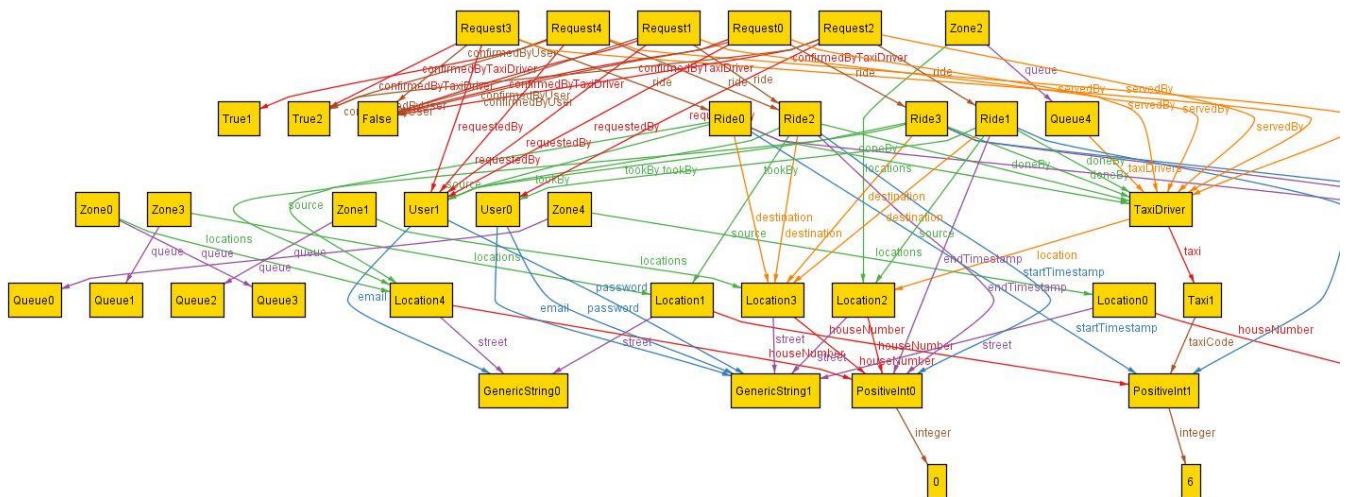 Request3 Request4 Request1 Request0 Request2 Zone2
confirmedByUser
confirmedByTaxiDriver confirmedByTaxiDriver confirmedByTaxiDriver
ride ride ride ride ride queue
confirmedByTaxiDriver confirmedByUser servedBy
confirmedByUser servedBy servedBy
True1 True2 False Ride0 Ride2 Ride3 Ride1 Queue4
requestedBy requestedBy servedBy
doneBy taxiDrivers
requestedBy locations doneBy doneBy
source tookBy tookBy tookBy doneBy
Zone0 Zone3 Zone1 User1 User0 Zone4 TaxiDriver
source destination destination
locations source destination source
queue queue queue queue locations locations locations location taxi
endTimestamp startTimestamp
Queue0 Queue1 Queue2 Queue3 Location4 Location1 Location3 Location2 Location0 Taxi1
email email password password endTimestamp
startTimestamp houseNumber
street street street street houseNumber houseNumber houseNumber street taxiCode
GenericString0 GenericString1 PositiveInt0 PositiveInt1
integer integer
0 6